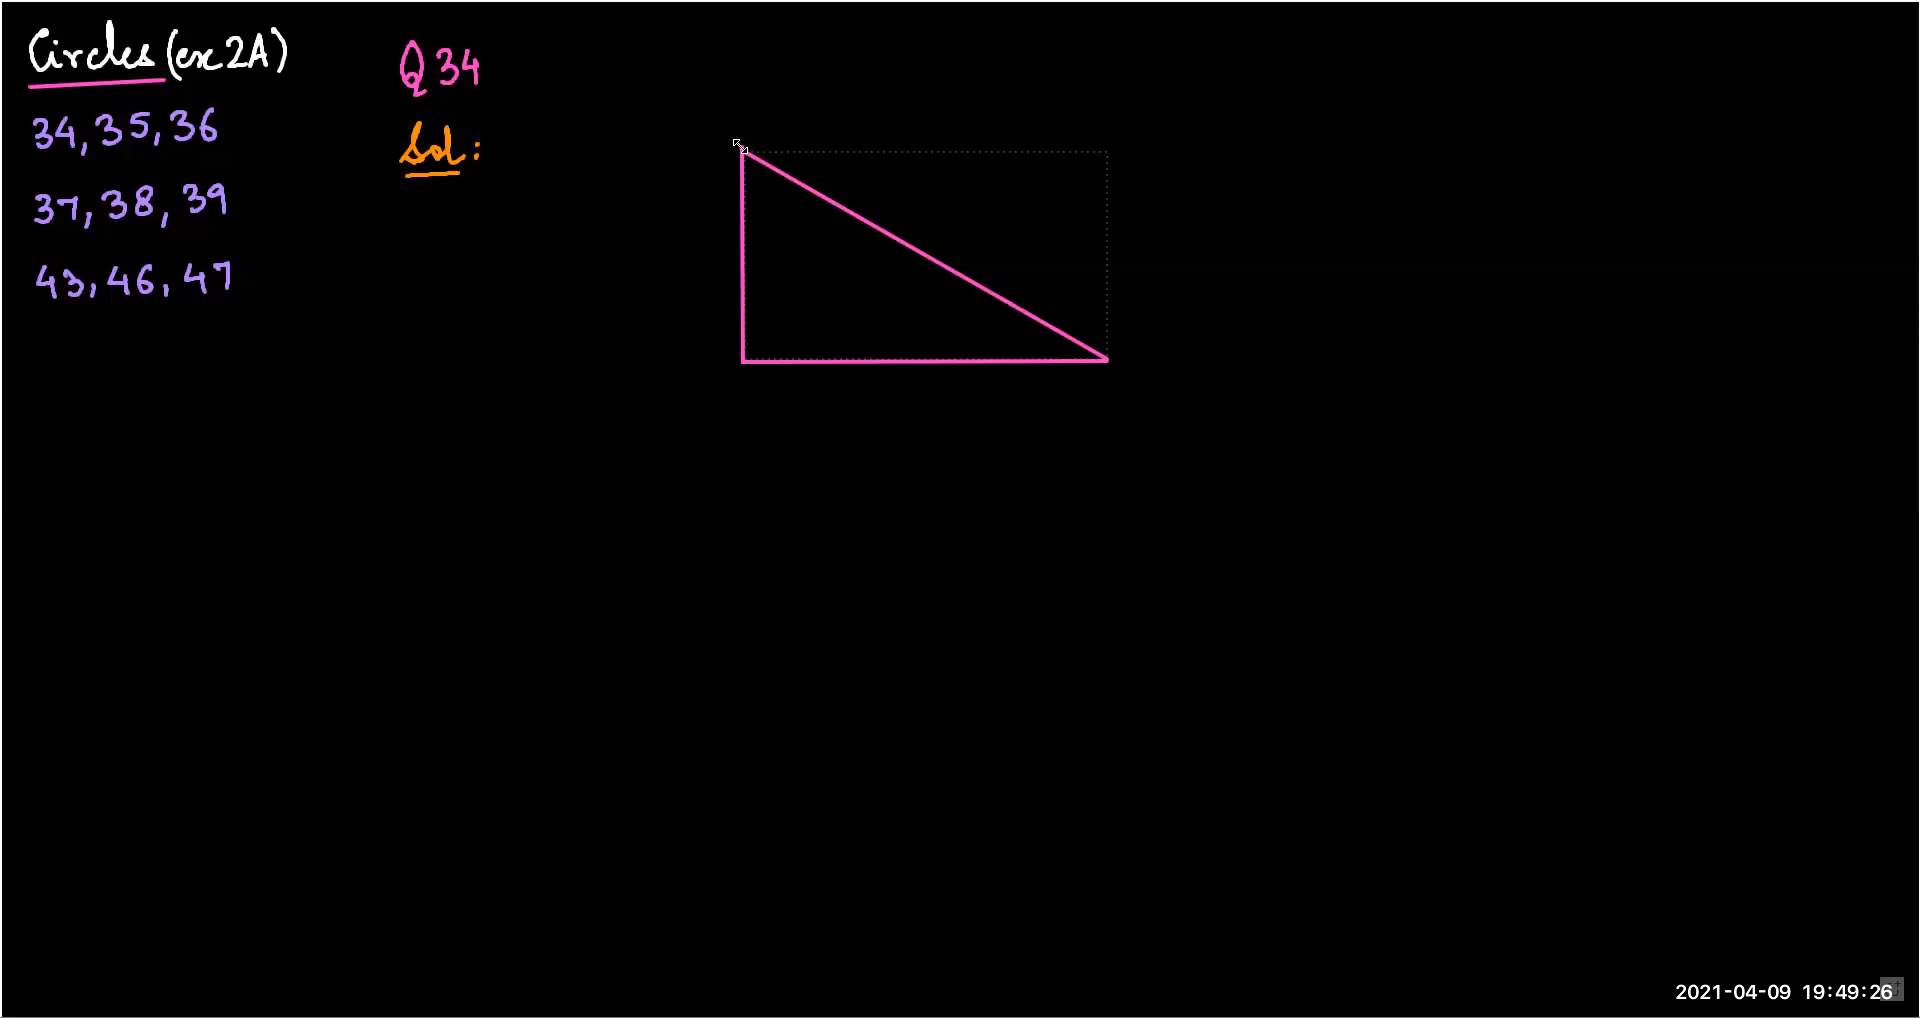 Circles (ex 2A)
34, 35, 36
37, 38, 39
43, 46, 47
Q 34
Sol:
2021-04-09 19:49:26